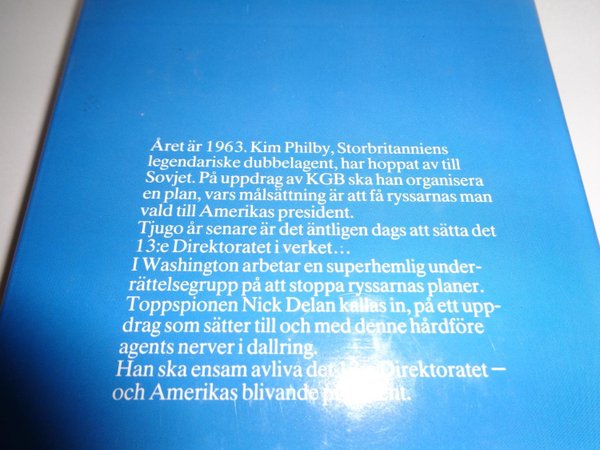 Året är 1963. Kim Philby, Storbritanniens
legendariske dubbelagent, har hoppat av till
Sovjet. På uppdrag av KGB ska han organisera
en plan, vars målsättning är att få ryssarnas man
vald till Amerikas president.
Tjugo år senare är det äntligen dags att sätta det
13:e Direktoratet i verket...
I Washington arbetar en superhemlig under-
rättelsegrupp på att stoppa ryssarnas planer.
Toppspionen Nick Delan kallas in, på ett upp-
drag som sätter till och med denne hårdföre
agents nerver i dallring.
Han ska ensam avliva det 13:e Direktoratet –
och Amerikas blivande president.